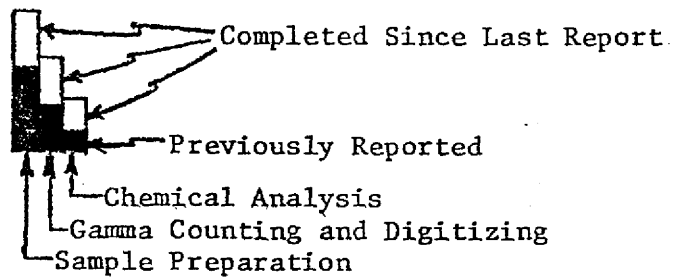 Completed Since Last Report
Previously Reported
Chemical Analysis
Gamma Counting and Digitizing
Sample Preparation